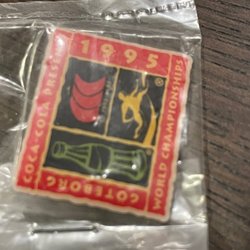 1995
COCA-COLA PRESENTS
WORLD CHAMPIONSHIPS
GÖTEBORG